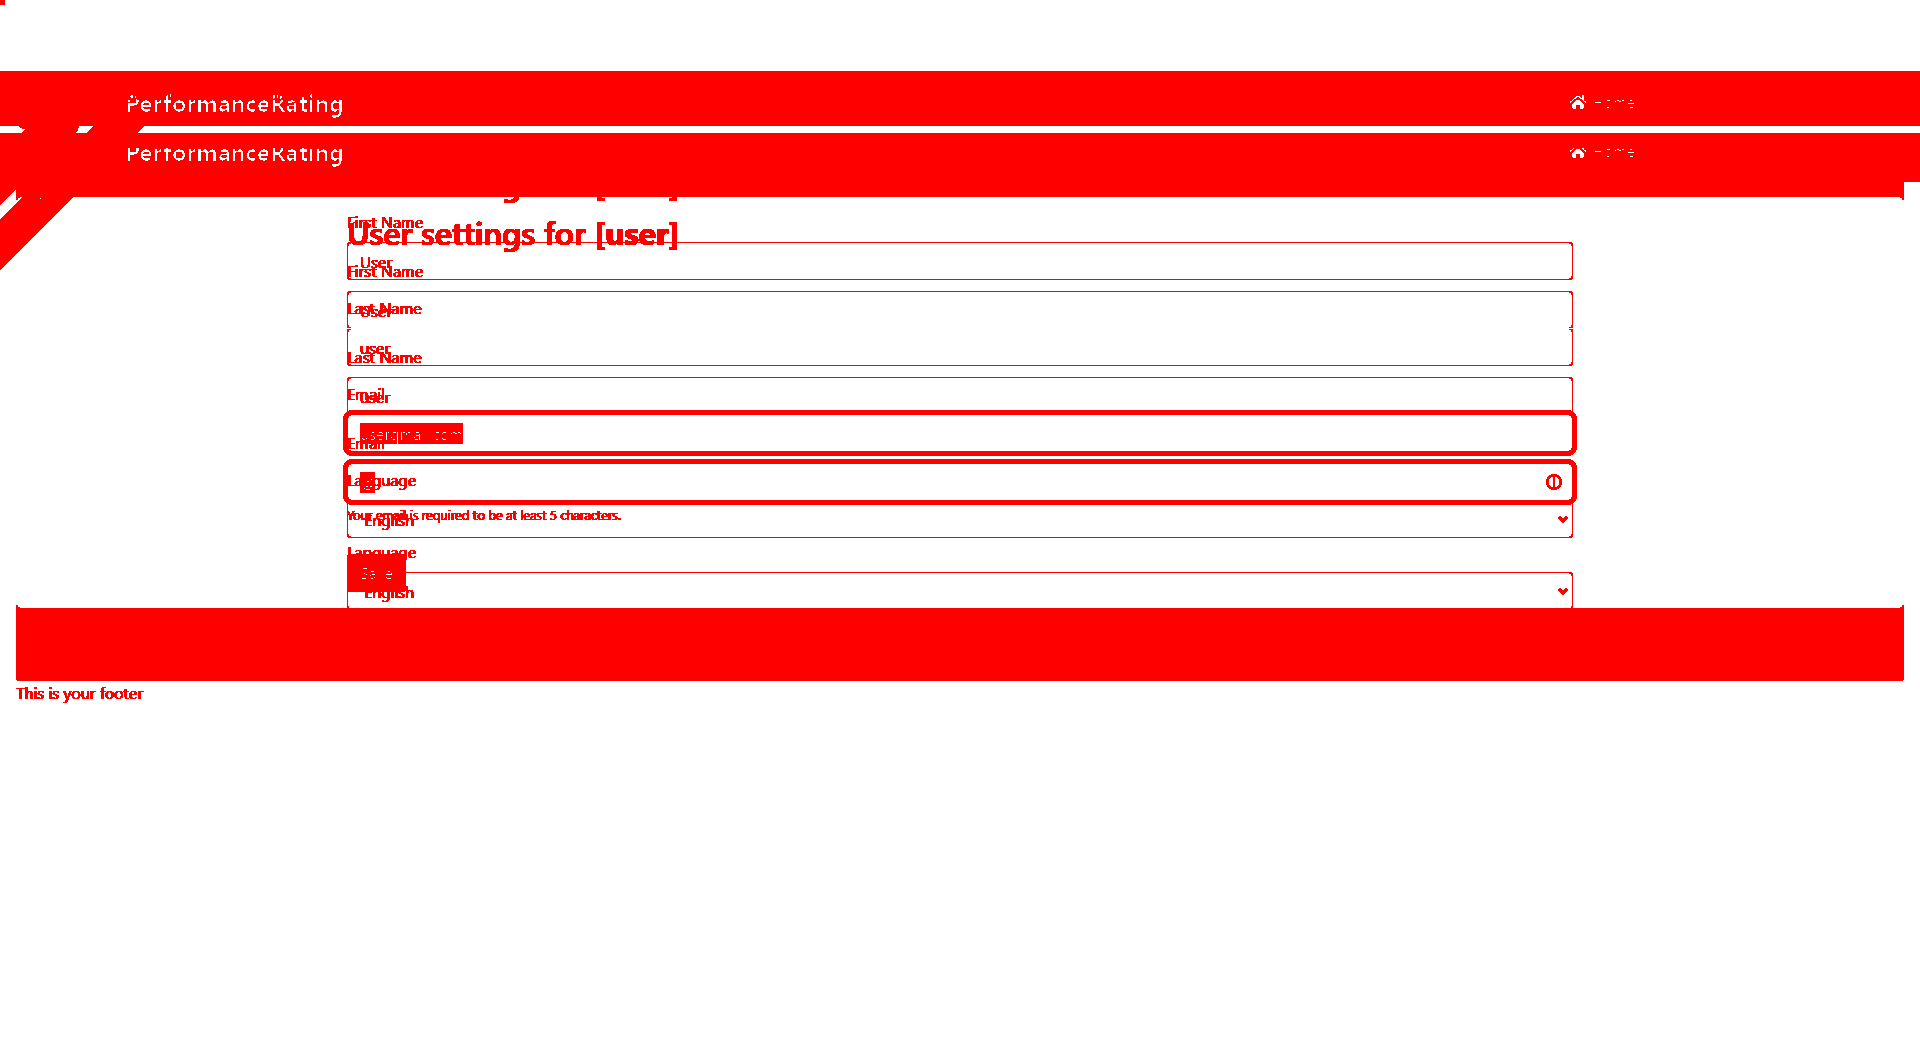 PerformanceRating Home
PerformanceRating Home
First Name
User settings for [user]
User
First Name
Last Name
User
user
Last Name
Email
user
Email
Language
Your email is required to be at least 5 characters.
English
Language
Save
English
This is your footer